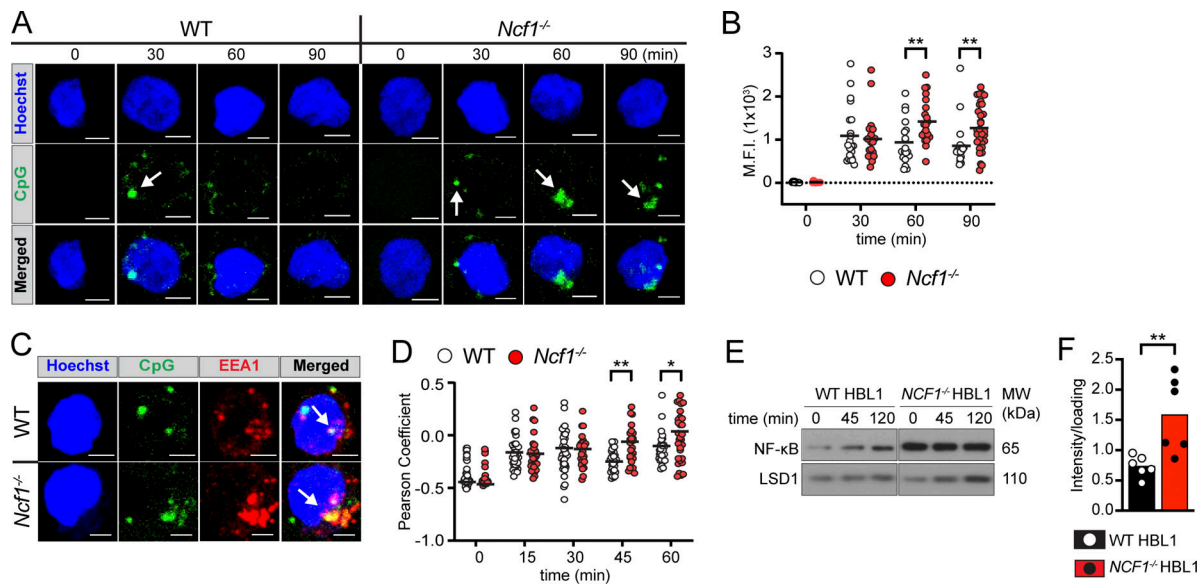 A
WT
Ncf1-/-
0 30 60 90 0 30 60 90 (min)
Hoechst
CpG
Merged
B
M.F.I. (1x10³)
3
2
1
0
** **
0 30 60 90
time (min)
WT Ncf1-/-
C
Hoechst CpG EEA1 Merged
WT
Ncf1-/-
D
WT Ncf1-/-
Pearson Coefficient
0.5
0.0
-0.5
-1.0
** *
0 15 30 45 60
time (min)
E
WT HBL1 NCF1-/- HBL1 MW
time (min) 0 45 120 0 45 120 (kDa)
NF-κB 65
LSD1 110
F
**
Intensity/loading
2.5
2.0
1.5
1.0
0.5
0.0
WT HBL1
NCF1-/- HBL1